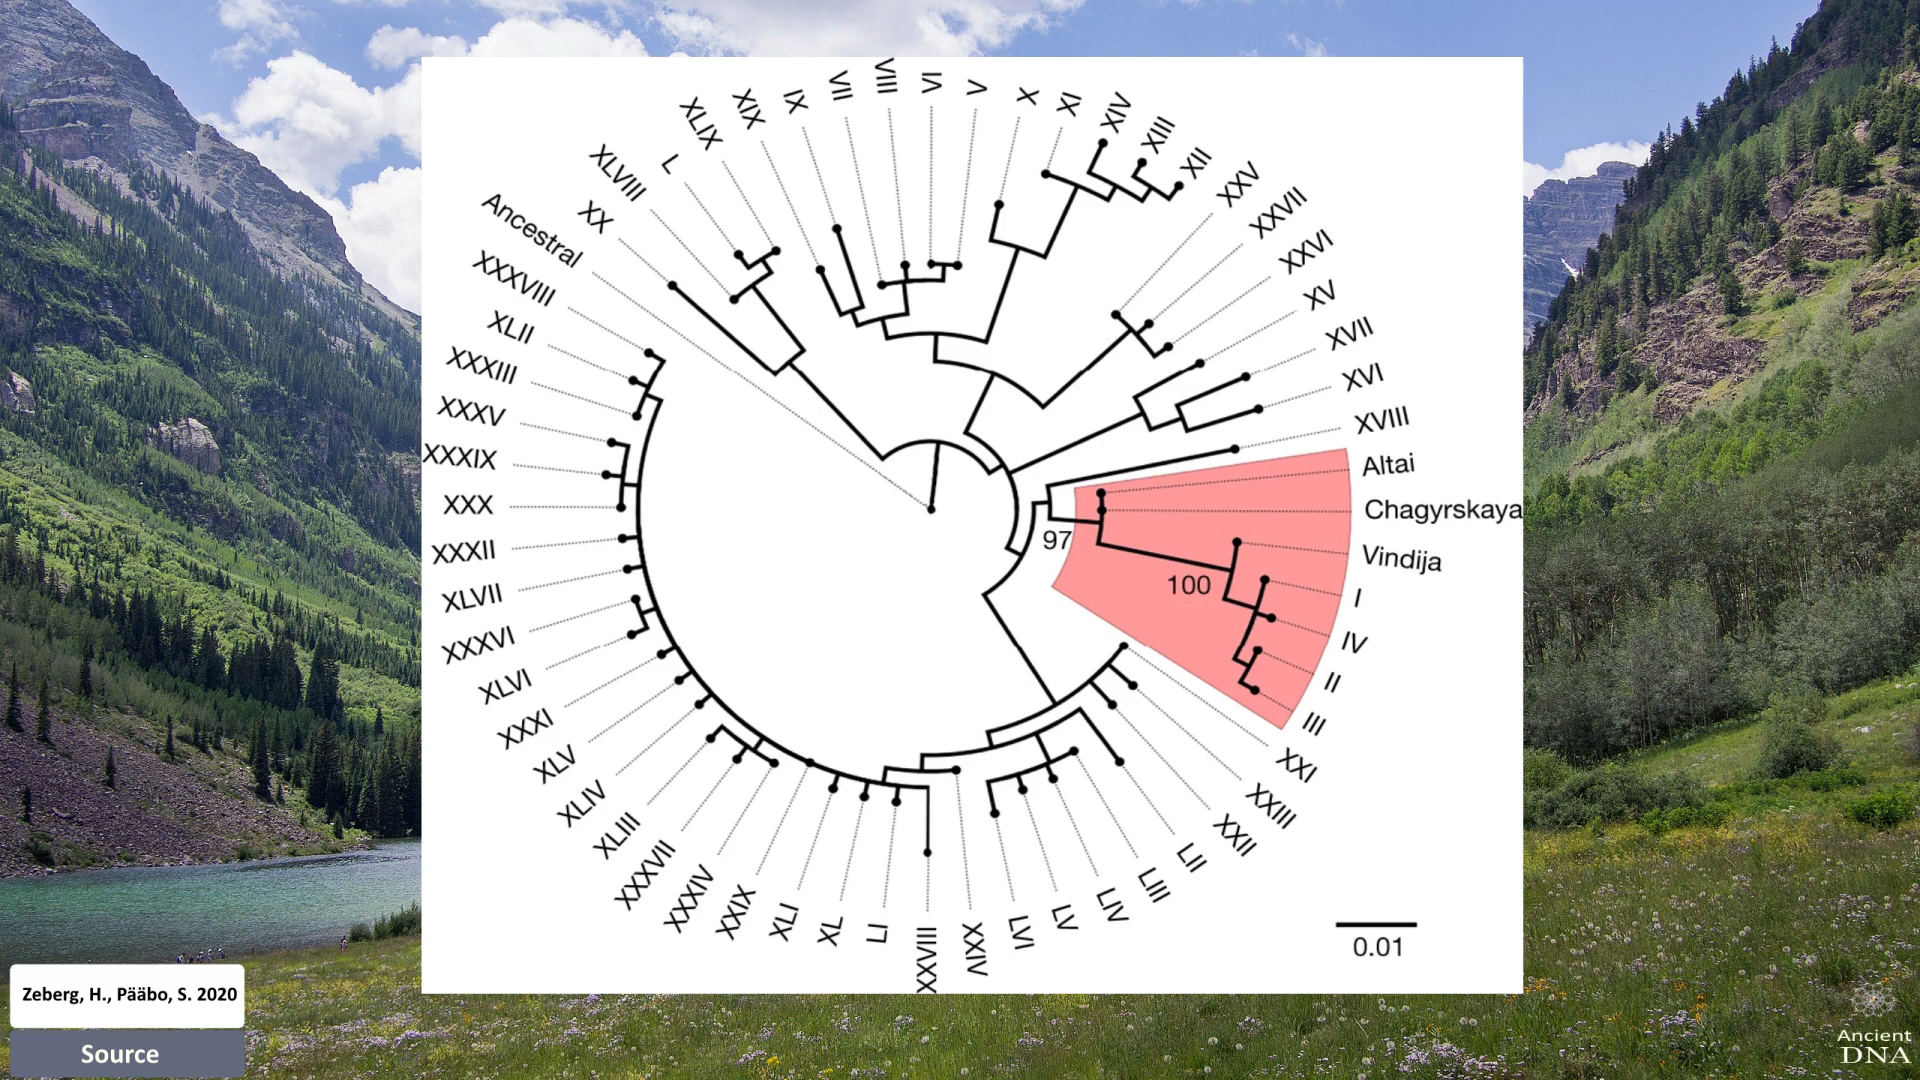 Ancestral
XX
XLVIII
L
XLIX
XIX
IX
VII
VIII
VI
V
X
XI
XIV
XIII
XII
XXV
XXVII
XXVI
XV
XVII
XVI
XVIII
Altai
Chagyrskaya
Vindija
I
IV
II
III
XXI
XXIII
XXII
LII
LIII
LIV
LV
LVI
XXIV
XXVIII
LI
XL
XLI
XXIX
XXXIV
XXXVII
XLIII
XLIV
XLV
XXXI
XLVI
XXXVI
XLVII
XXXII
XXX
XXXIX
XXXV
XXXIII
XLII
XXXVIII
97
100
0.01
Zeberg, H., Pääbo, S. 2020
Source
Ancient
DNA